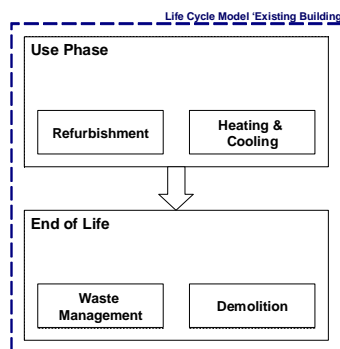 Life Cycle Model 'Existing Building
Use Phase
Refurbishment
Heating &
Cooling
End of Life
Waste
Management
Demolition